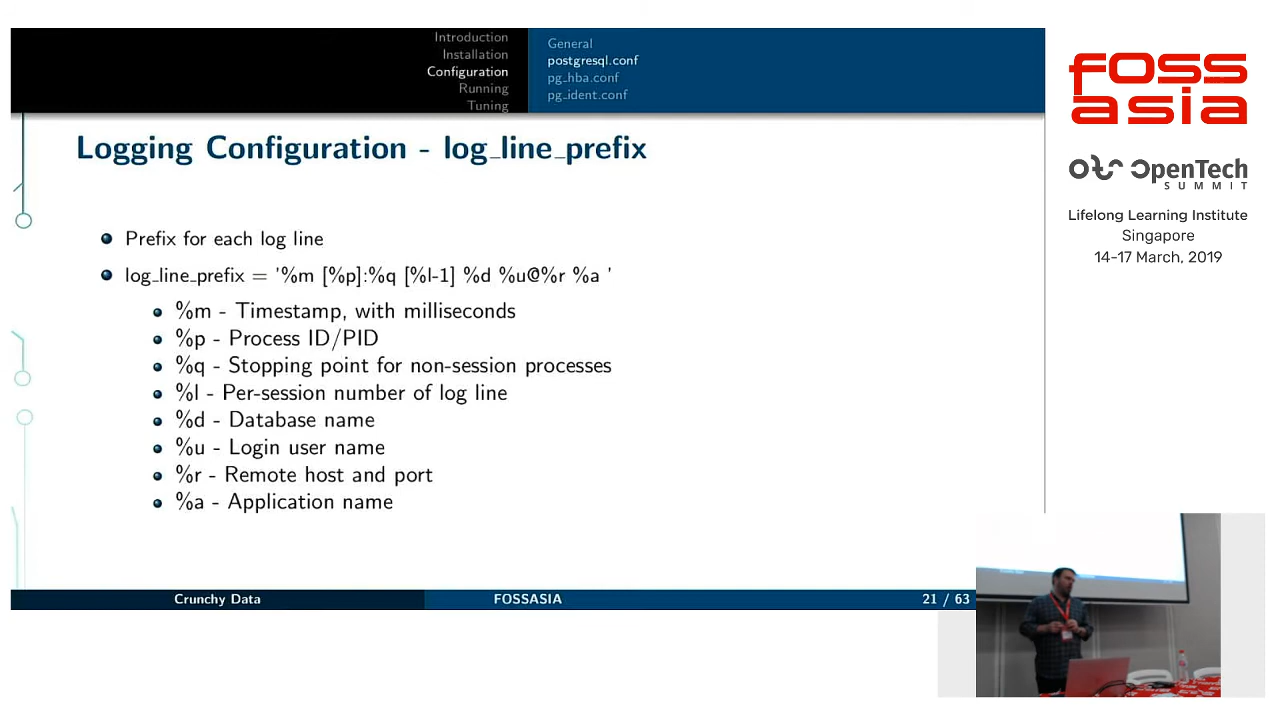 Introduction
Installation
Configuration
Running
Tuning
General
postgresql.conf
pg_hba.conf
pg_ident.conf
Logging Configuration - log_line_prefix
Prefix for each log line
log_line_prefix = '%m [%p]:%q [%l-1] %d %u@%r %a '
%m - Timestamp, with milliseconds
%p - Process ID/PID
%q - Stopping point for non-session processes
%l - Per-session number of log line
%d - Database name
%u - Login user name
%r - Remote host and port
%a - Application name
Crunchy Data
FOSSASIA
21 / 63
FOSS
asia
OpenTech
SUMMIT
Lifelong Learning Institute
Singapore
14-17 March, 2019